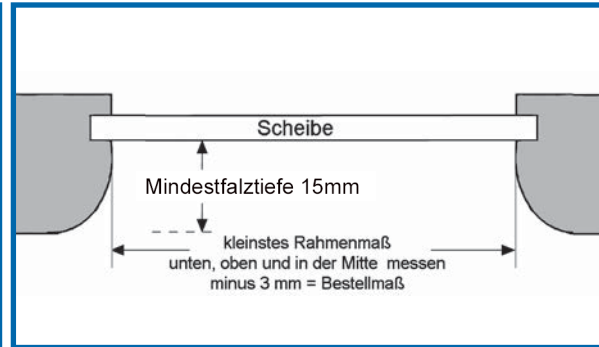 Scheibe
Mindestfalztiefe 15mm
kleinstes Rahmenmaß
unten, oben und in der Mitte messen
minus 3 mm = Bestellmaß